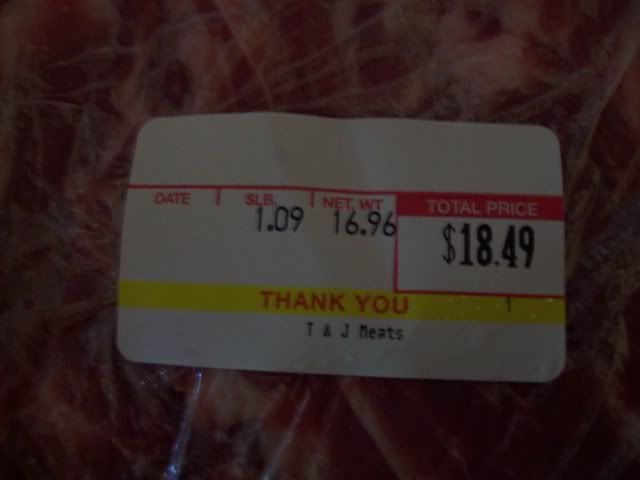 DATE $LB. NET. WT TOTAL PRICE
1.09 16.96 $18.49
THANK YOU 1
T & J Meats